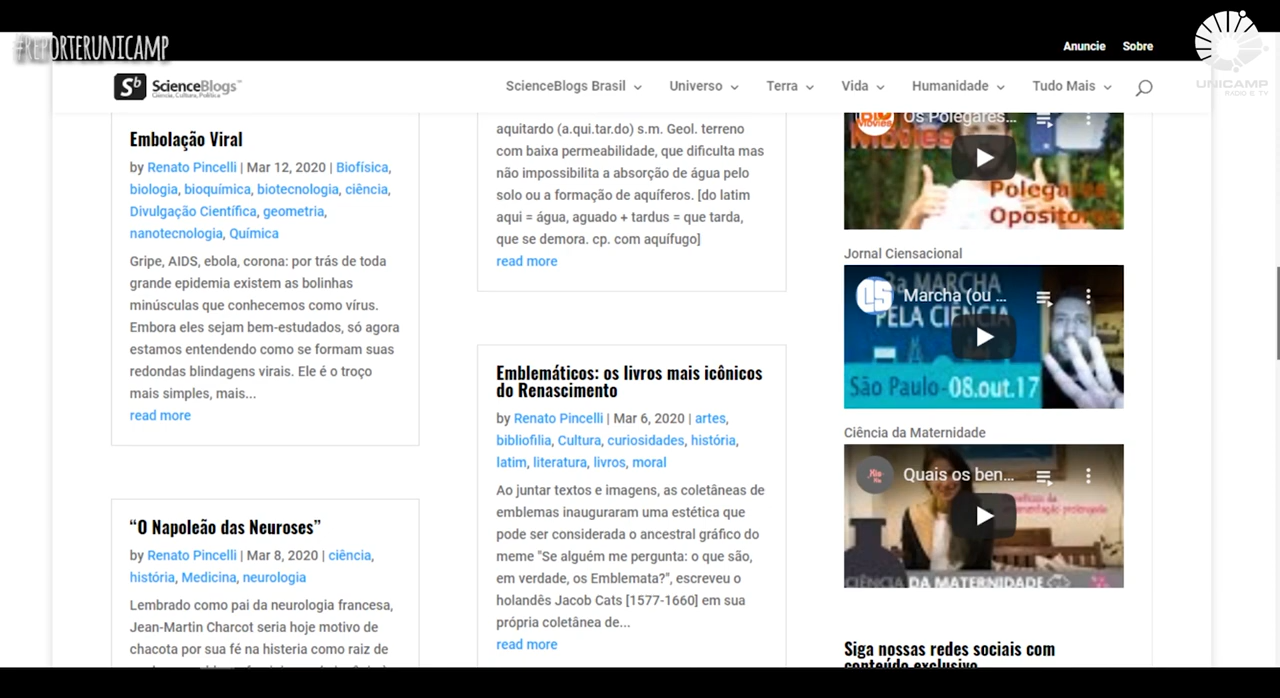 #REPORTERUNICAMP
Anuncie Sobre
UNICAMP
RÁDIO E TV
Sb ScienceBlogs™
Ciência, Cultura, Política
ScienceBlogs Brasil Universo Terra Vida Humanidade Tudo Mais
Embolação Viral
by Renato Pincelli | Mar 12, 2020 | Biofísica,
biologia, bioquímica, biotecnologia, ciência,
Divulgação Científica, geometria,
nanotecnologia, Química
Gripe, AIDS, ebola, corona: por trás de toda
grande epidemia existem as bolinhas
minúsculas que conhecemos como vírus.
Embora eles sejam bem-estudados, só agora
estamos entendendo como se formam suas
redondas blindagens virais. Ele é o troço
mais simples, mais...
read more
“O Napoleão das Neuroses”
by Renato Pincelli | Mar 8, 2020 | ciência,
história, Medicina, neurologia
Lembrado como pai da neurologia francesa,
Jean-Martin Charcot seria hoje motivo de
chacota por sua fé na histeria como raiz de
aquitardo (a.qui.tar.do) s.m. Geol. terreno
com baixa permeabilidade, que dificulta mas
não impossibilita a absorção de água pelo
solo ou a formação de aquíferos. [do latim
aqui = água, aguado + tardus = que tarda,
que se demora. cp. com aquífugo]
read more
Emblemáticos: os livros mais icônicos
do Renascimento
by Renato Pincelli | Mar 6, 2020 | artes,
bibliofilia, Cultura, curiosidades, história,
latim, literatura, livros, moral
Ao juntar textos e imagens, as coletâneas de
emblemas inauguraram uma estética que
pode ser considerada o ancestral gráfico do
meme "Se alguém me pergunta: o que são,
em verdade, os Emblemata?", escreveu o
holandês Jacob Cats [1577-1660] em sua
própria coletânea de...
read more
Os Polegares...
Movies
Polegares
Opositores
Jornal Ciensacional
Marcha (ou ...
3a MARCHA
PELA CIÊNCIA
São Paulo - 08.out.17
Ciência da Maternidade
Quais os ben...
CIÊNCIA DA MATERNIDADE
Siga nossas redes sociais com
conteúdo exclusivo